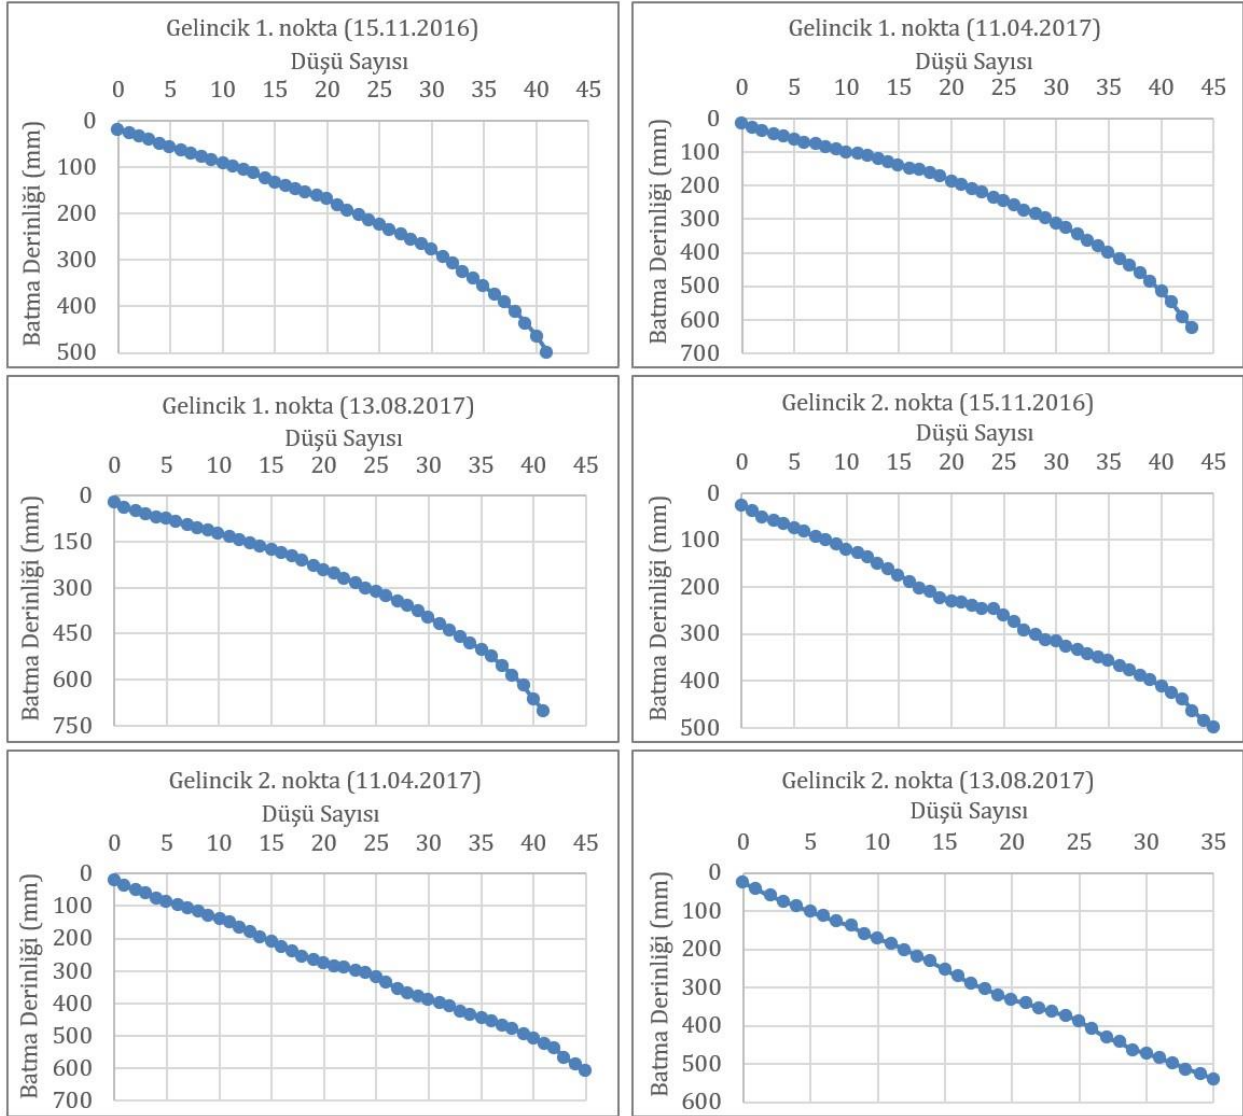 Gelincik 1. nokta (15.11.2016)
Düşü Sayısı
0 5 10 15 20 25 30 35 40 45
Batma Derinliği (mm)
0
100
200
300
400
500
Gelincik 1. nokta (11.04.2017)
Düşü Sayısı
0 5 10 15 20 25 30 35 40 45
Batma Derinliği (mm)
0
100
200
300
400
500
600
700
Gelincik 1. nokta (13.08.2017)
Düşü Sayısı
0 5 10 15 20 25 30 35 40 45
Batma Derinliği (mm)
0
150
300
450
600
750
Gelincik 2. nokta (15.11.2016)
Düşü Sayısı
0 5 10 15 20 25 30 35 40 45
Batma Derinliği (mm)
0
100
200
300
400
500
Gelincik 2. nokta (11.04.2017)
Düşü Sayısı
0 5 10 15 20 25 30 35 40 45
Batma Derinliği (mm)
0
100
200
300
400
500
600
700
Gelincik 2. nokta (13.08.2017)
Düşü Sayısı
0 5 10 15 20 25 30 35
Batma Derinliği (mm)
0
100
200
300
400
500
600